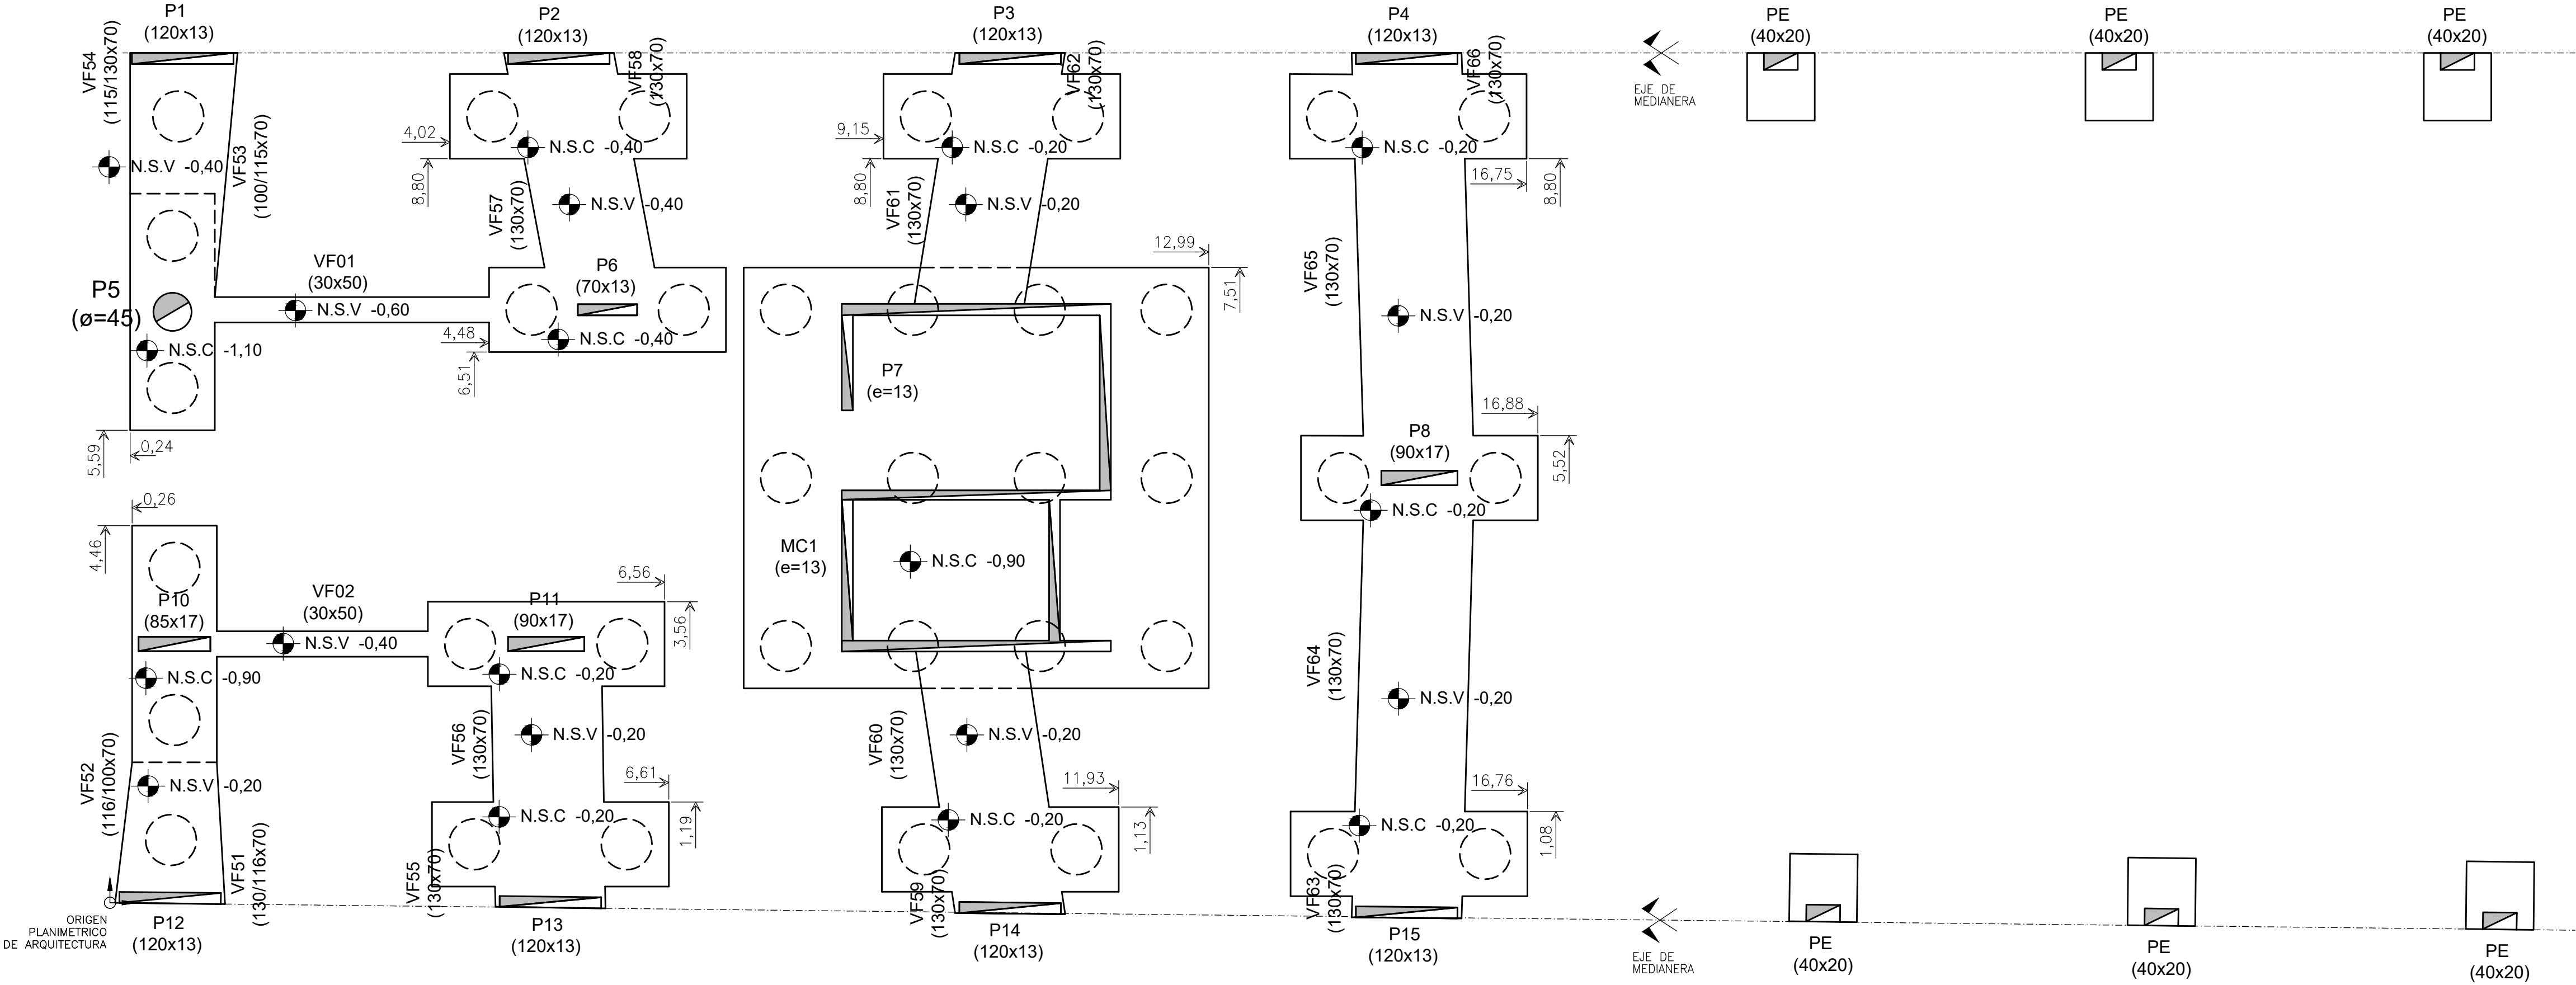 P1
(120x13)
P2
(120x13)
P3
(120x13)
P4
(120x13)
PE
(40x20)
PE
(40x20)
PE
(40x20)
VF54
(115/130x70)
VF53
(100/115x70)
VF58
(130x70)
VF62
(130x70)
VF66
(130x70)
EJE DE
MEDIANERA
4,02
N.S.C -0,40
8,80
9,15
N.S.C -0,20
8,80
N.S.C -0,20
16,75
8,80
N.S.V -0,40
VF57
(130x70)
N.S.V -0,40
VF61
(130x70)
N.S.V -0,20
12,99
7,51
VF65
(130x70)
N.S.V -0,20
VF01
(30x50)
N.S.V -0,60
P6
(70x13)
P5
(ø=45)
N.S.C -1,10
4,48
N.S.C -0,40
6,51
P7
(e=13)
5,59
0,24
16,88
P8
(90x17)
5,52
N.S.C -0,20
0,26
4,46
MC1
(e=13)
N.S.C -0,90
P10
(85x17)
VF02
(30x50)
N.S.V -0,40
P11
(90x17)
6,56
3,56
N.S.C -0,90
N.S.C -0,20
VF64
(130x70)
N.S.V -0,20
VF52
(116/100x70)
N.S.V -0,20
VF56
(130x70)
N.S.V -0,20
VF60
(130x70)
N.S.V -0,20
6,61
1,19
11,93
1,13
16,76
1,08
N.S.C -0,20
N.S.C -0,20
N.S.C -0,20
VF51
(130/116x70)
VF55
(130x70)
VF59
(130x70)
VF63
(130x70)
ORIGEN
PLANIMETRICO
DE ARQUITECTURA
P12
(120x13)
P13
(120x13)
P14
(120x13)
P15
(120x13)
EJE DE
MEDIANERA
PE
(40x20)
PE
(40x20)
PE
(40x20)